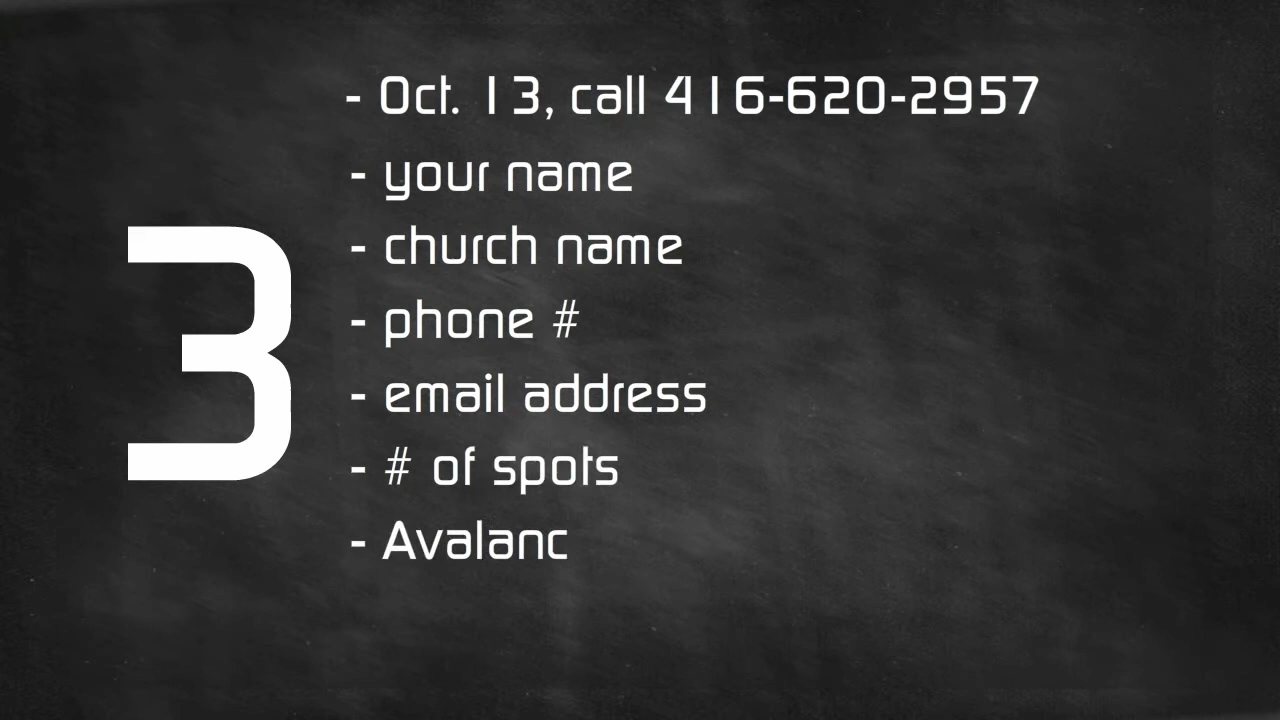 3
- Oct. 13, call 416-620-2957
- your name
- church name
- phone #
- email address
- # of spots
- Avalanc